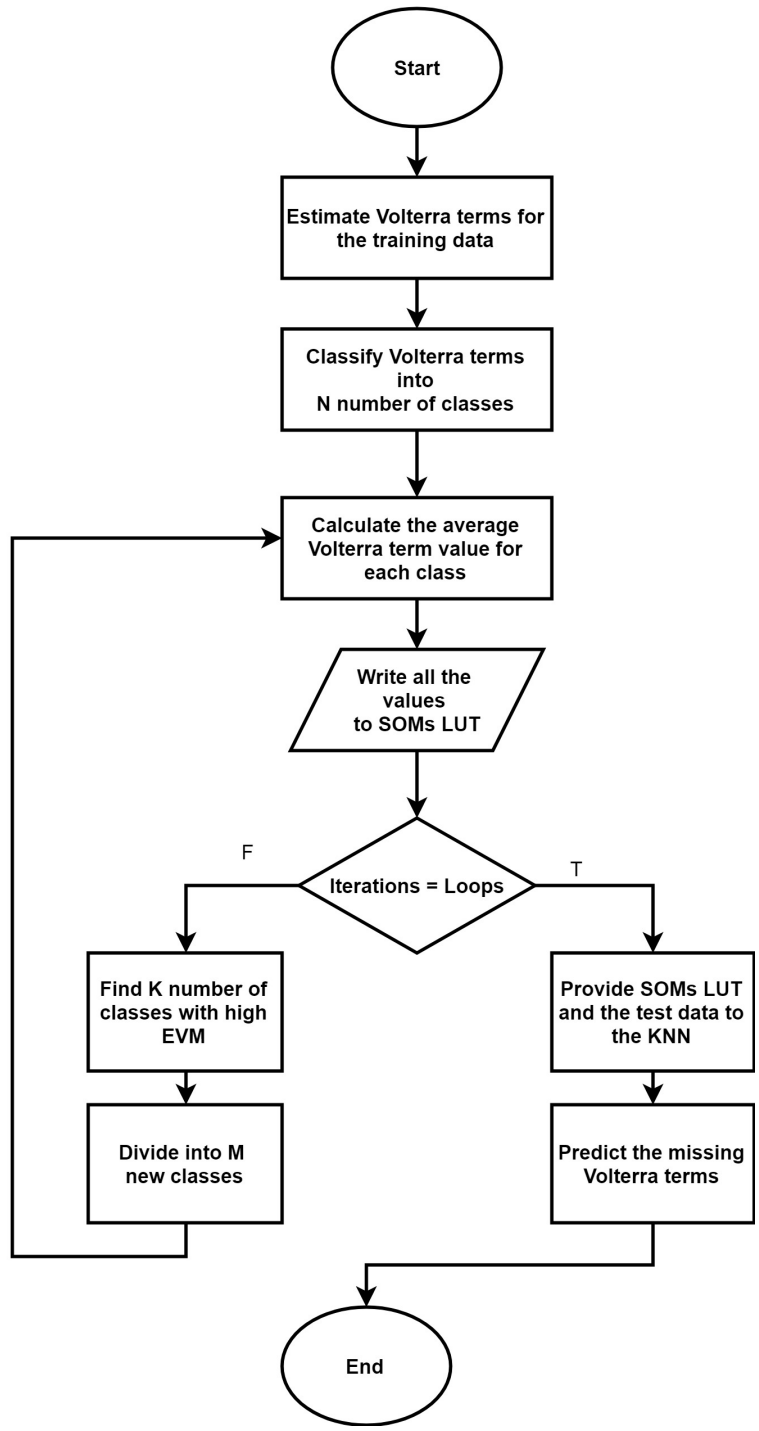 Start
Estimate Volterra terms for
the training data
Classify Volterra terms
into
N number of classes
Calculate the average
Volterra term value for
each class
Write all the
values
to SOMs LUT
F
Iterations = Loops
T
Find K number of
classes with high
EVM
Provide SOMs LUT
and the test data to
the KNN
Divide into M
new classes
Predict the missing
Volterra terms
End